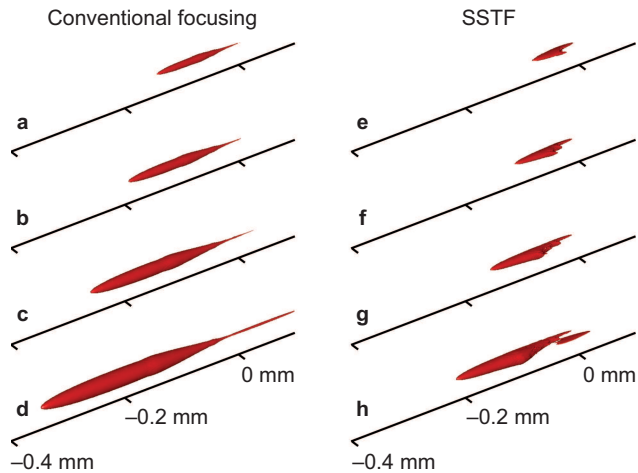 Conventional focusing
SSTF
a
e
b
f
c
g
d
0 mm
–0.2 mm
–0.4 mm
h
0 mm
–0.2 mm
–0.4 mm